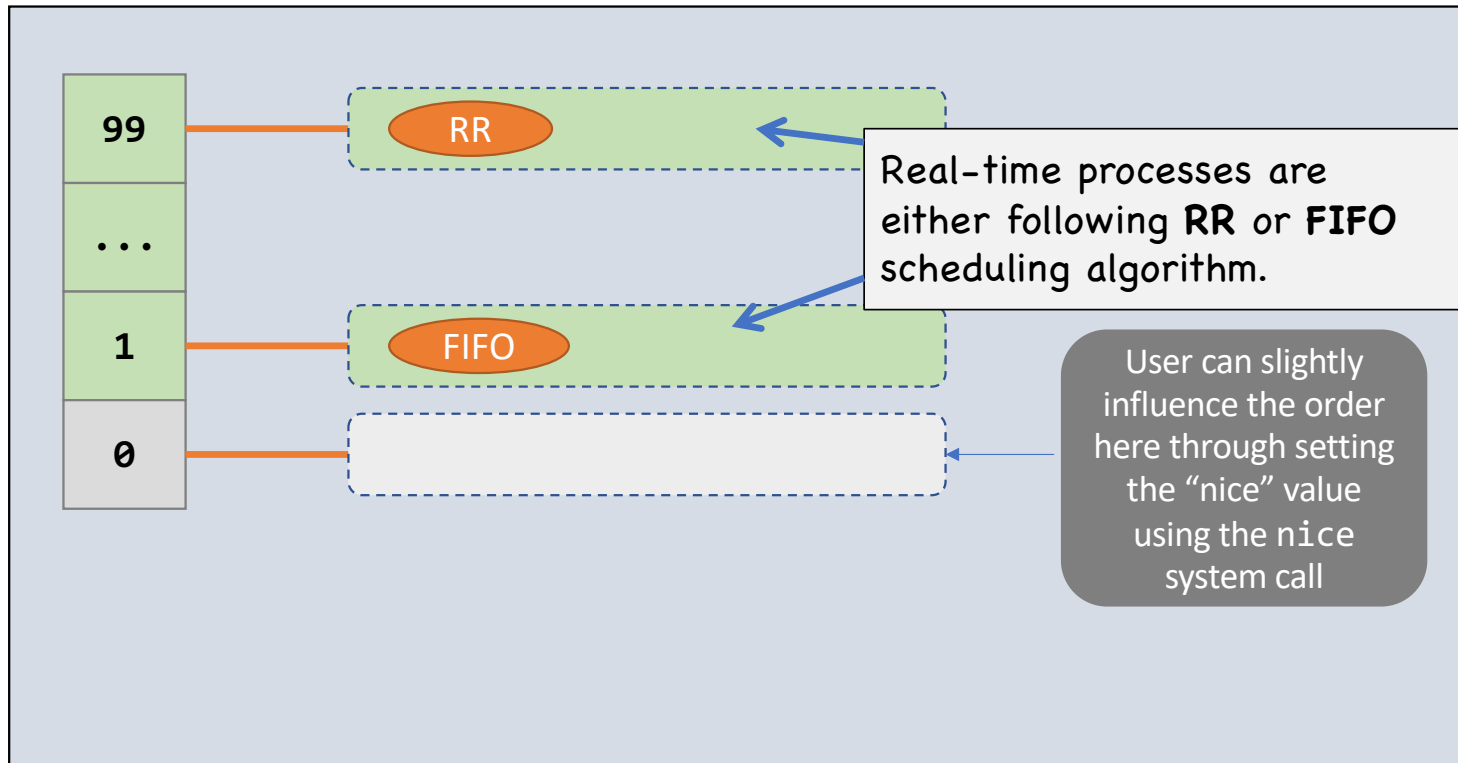 99
RR
Real-time processes are
either following RR or FIFO
scheduling algorithm.
...
1
FIFO
0
User can slightly
influence the order
here through setting
the “nice” value
using the nice
system call